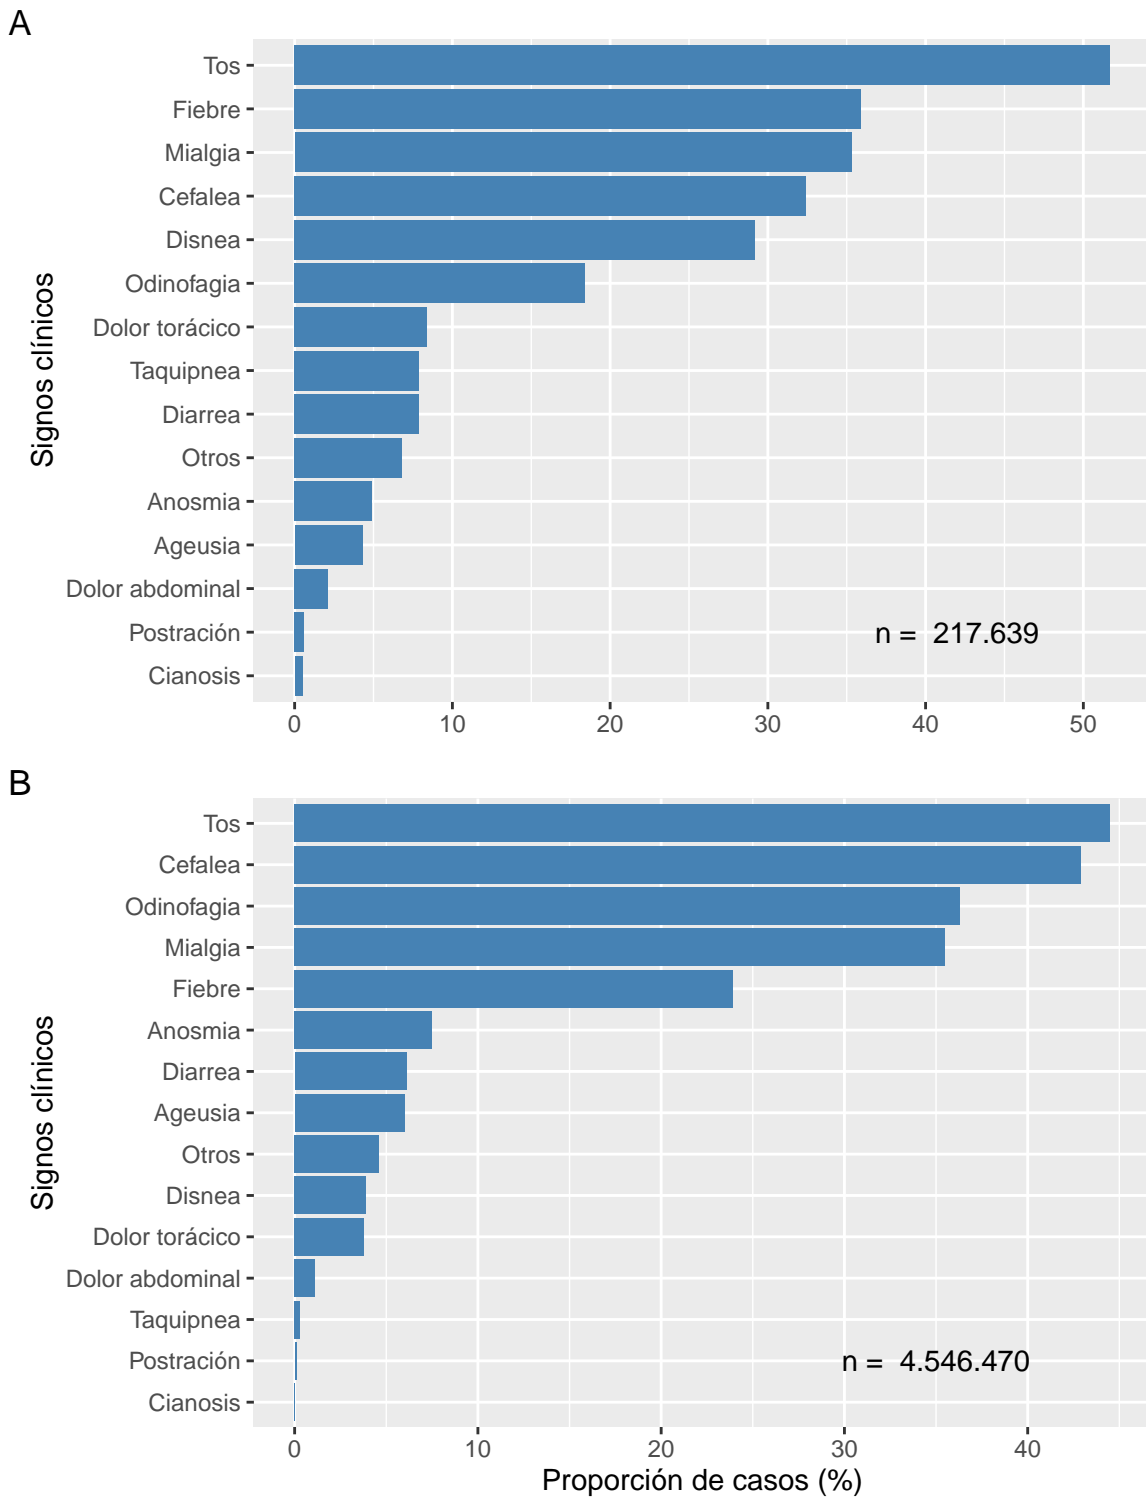 A
Signos clínicos
Tos
Fiebre
Mialgia
Cefalea
Disnea
Odinofagia
Dolor torácico
Taquipnea
Diarrea
Otros
Anosmia
Ageusia
Dolor abdominal
Postración
Cianosis
n =  217.639
0 10 20 30 40 50
B
Signos clínicos
Tos
Cefalea
Odinofagia
Mialgia
Fiebre
Anosmia
Diarrea
Ageusia
Otros
Disnea
Dolor torácico
Dolor abdominal
Taquipnea
Postración
Cianosis
n =  4.546.470
0 10 20 30 40
Proporción de casos (%)